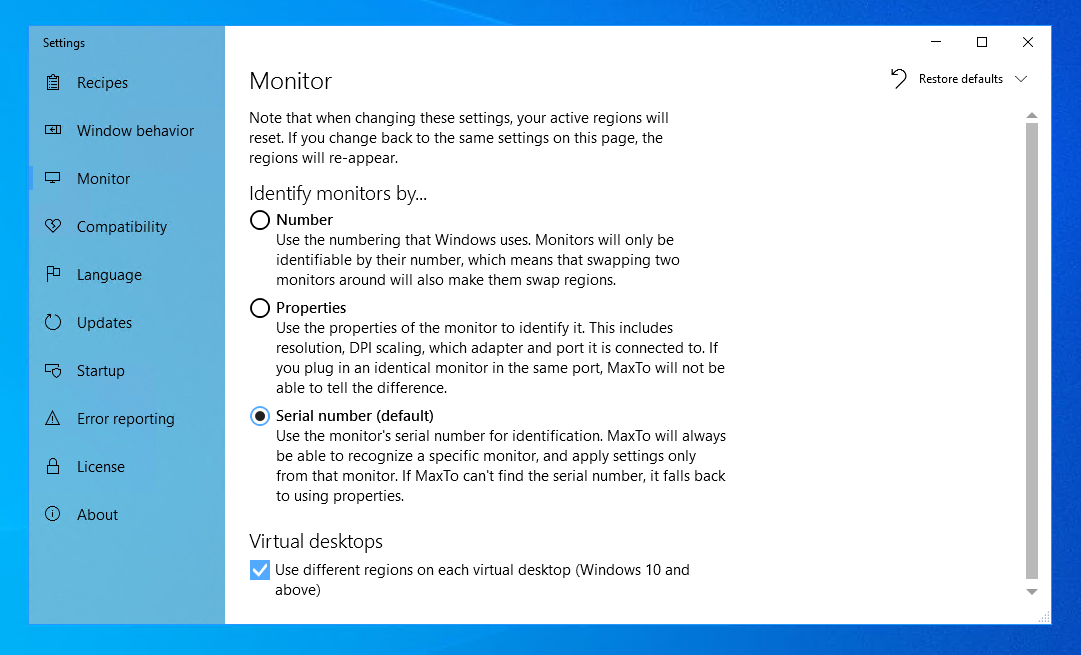 Settings
Recipes
Window behavior
Monitor
Compatibility
Language
Updates
Startup
Error reporting
License
About
Monitor
Restore defaults
Note that when changing these settings, your active regions will
reset. If you change back to the same settings on this page, the
regions will re-appear.
Identify monitors by...
Number
Use the numbering that Windows uses. Monitors will only be
identifiable by their number, which means that swapping two
monitors around will also make them swap regions.
Properties
Use the properties of the monitor to identify it. This includes
resolution, DPI scaling, which adapter and port it is connected to. If
you plug in an identical monitor in the same port, MaxTo will not be
able to tell the difference.
Serial number (default)
Use the monitor's serial number for identification. MaxTo will always
be able to recognize a specific monitor, and apply settings only
from that monitor. If MaxTo can't find the serial number, it falls back
to using properties.
Virtual desktops
Use different regions on each virtual desktop (Windows 10 and
above)